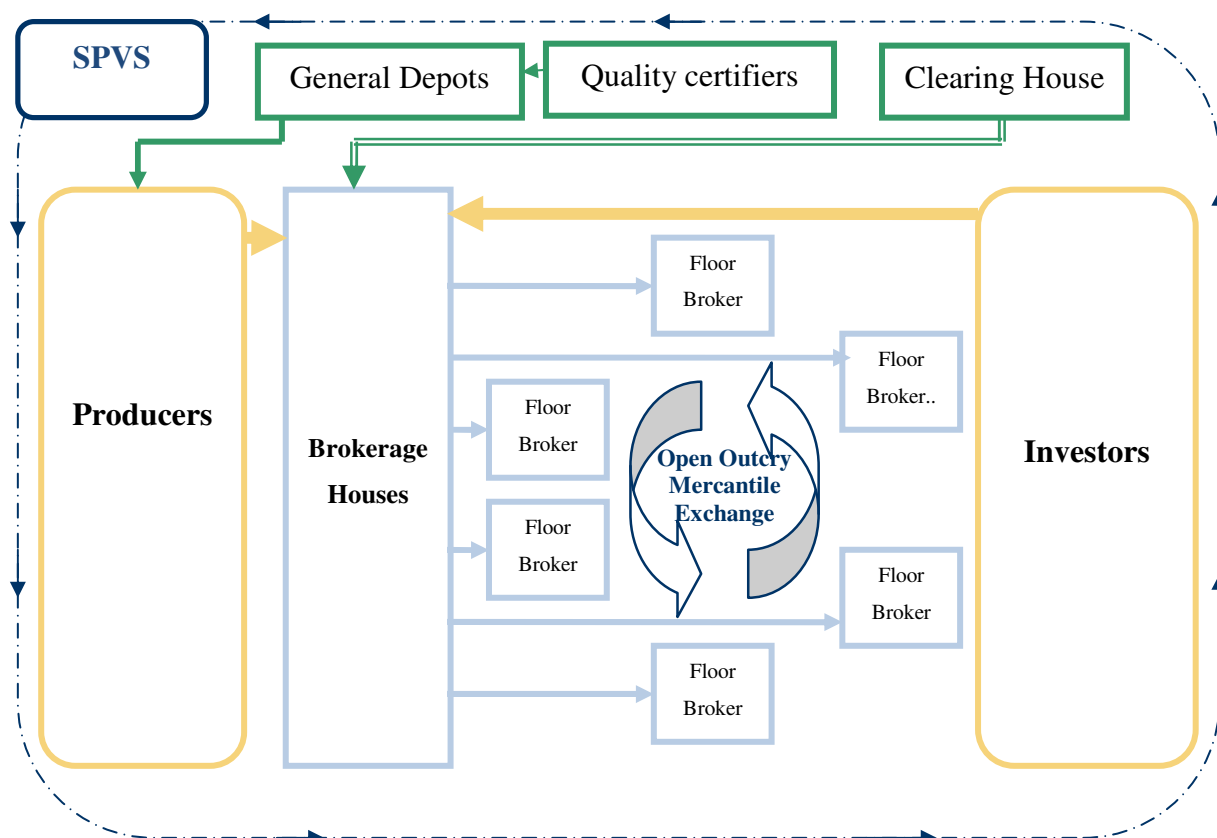 SPVS
General Depots
Quality certifiers
Clearing House
Floor
Broker
Floor
Broker..
Producers
Floor
Broker
Brokerage
Houses
Open Outcry
Mercantile
Exchange
Investors
Floor
Broker
Floor
Broker
Floor
Broker